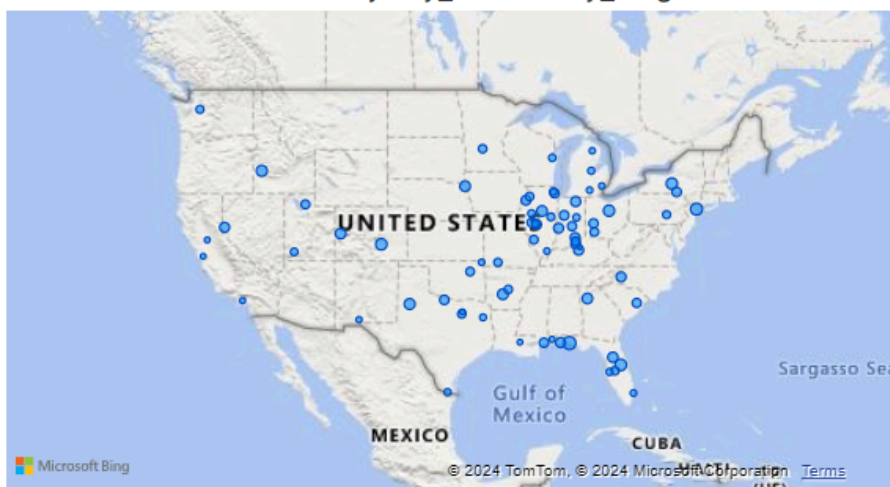 UNITED STATES
Sargasso Sea
Gulf of
Mexico
MEXICO
CUBA
Microsoft Bing
© 2024 TomTom, © 2024 Microsoft Corporation Terms